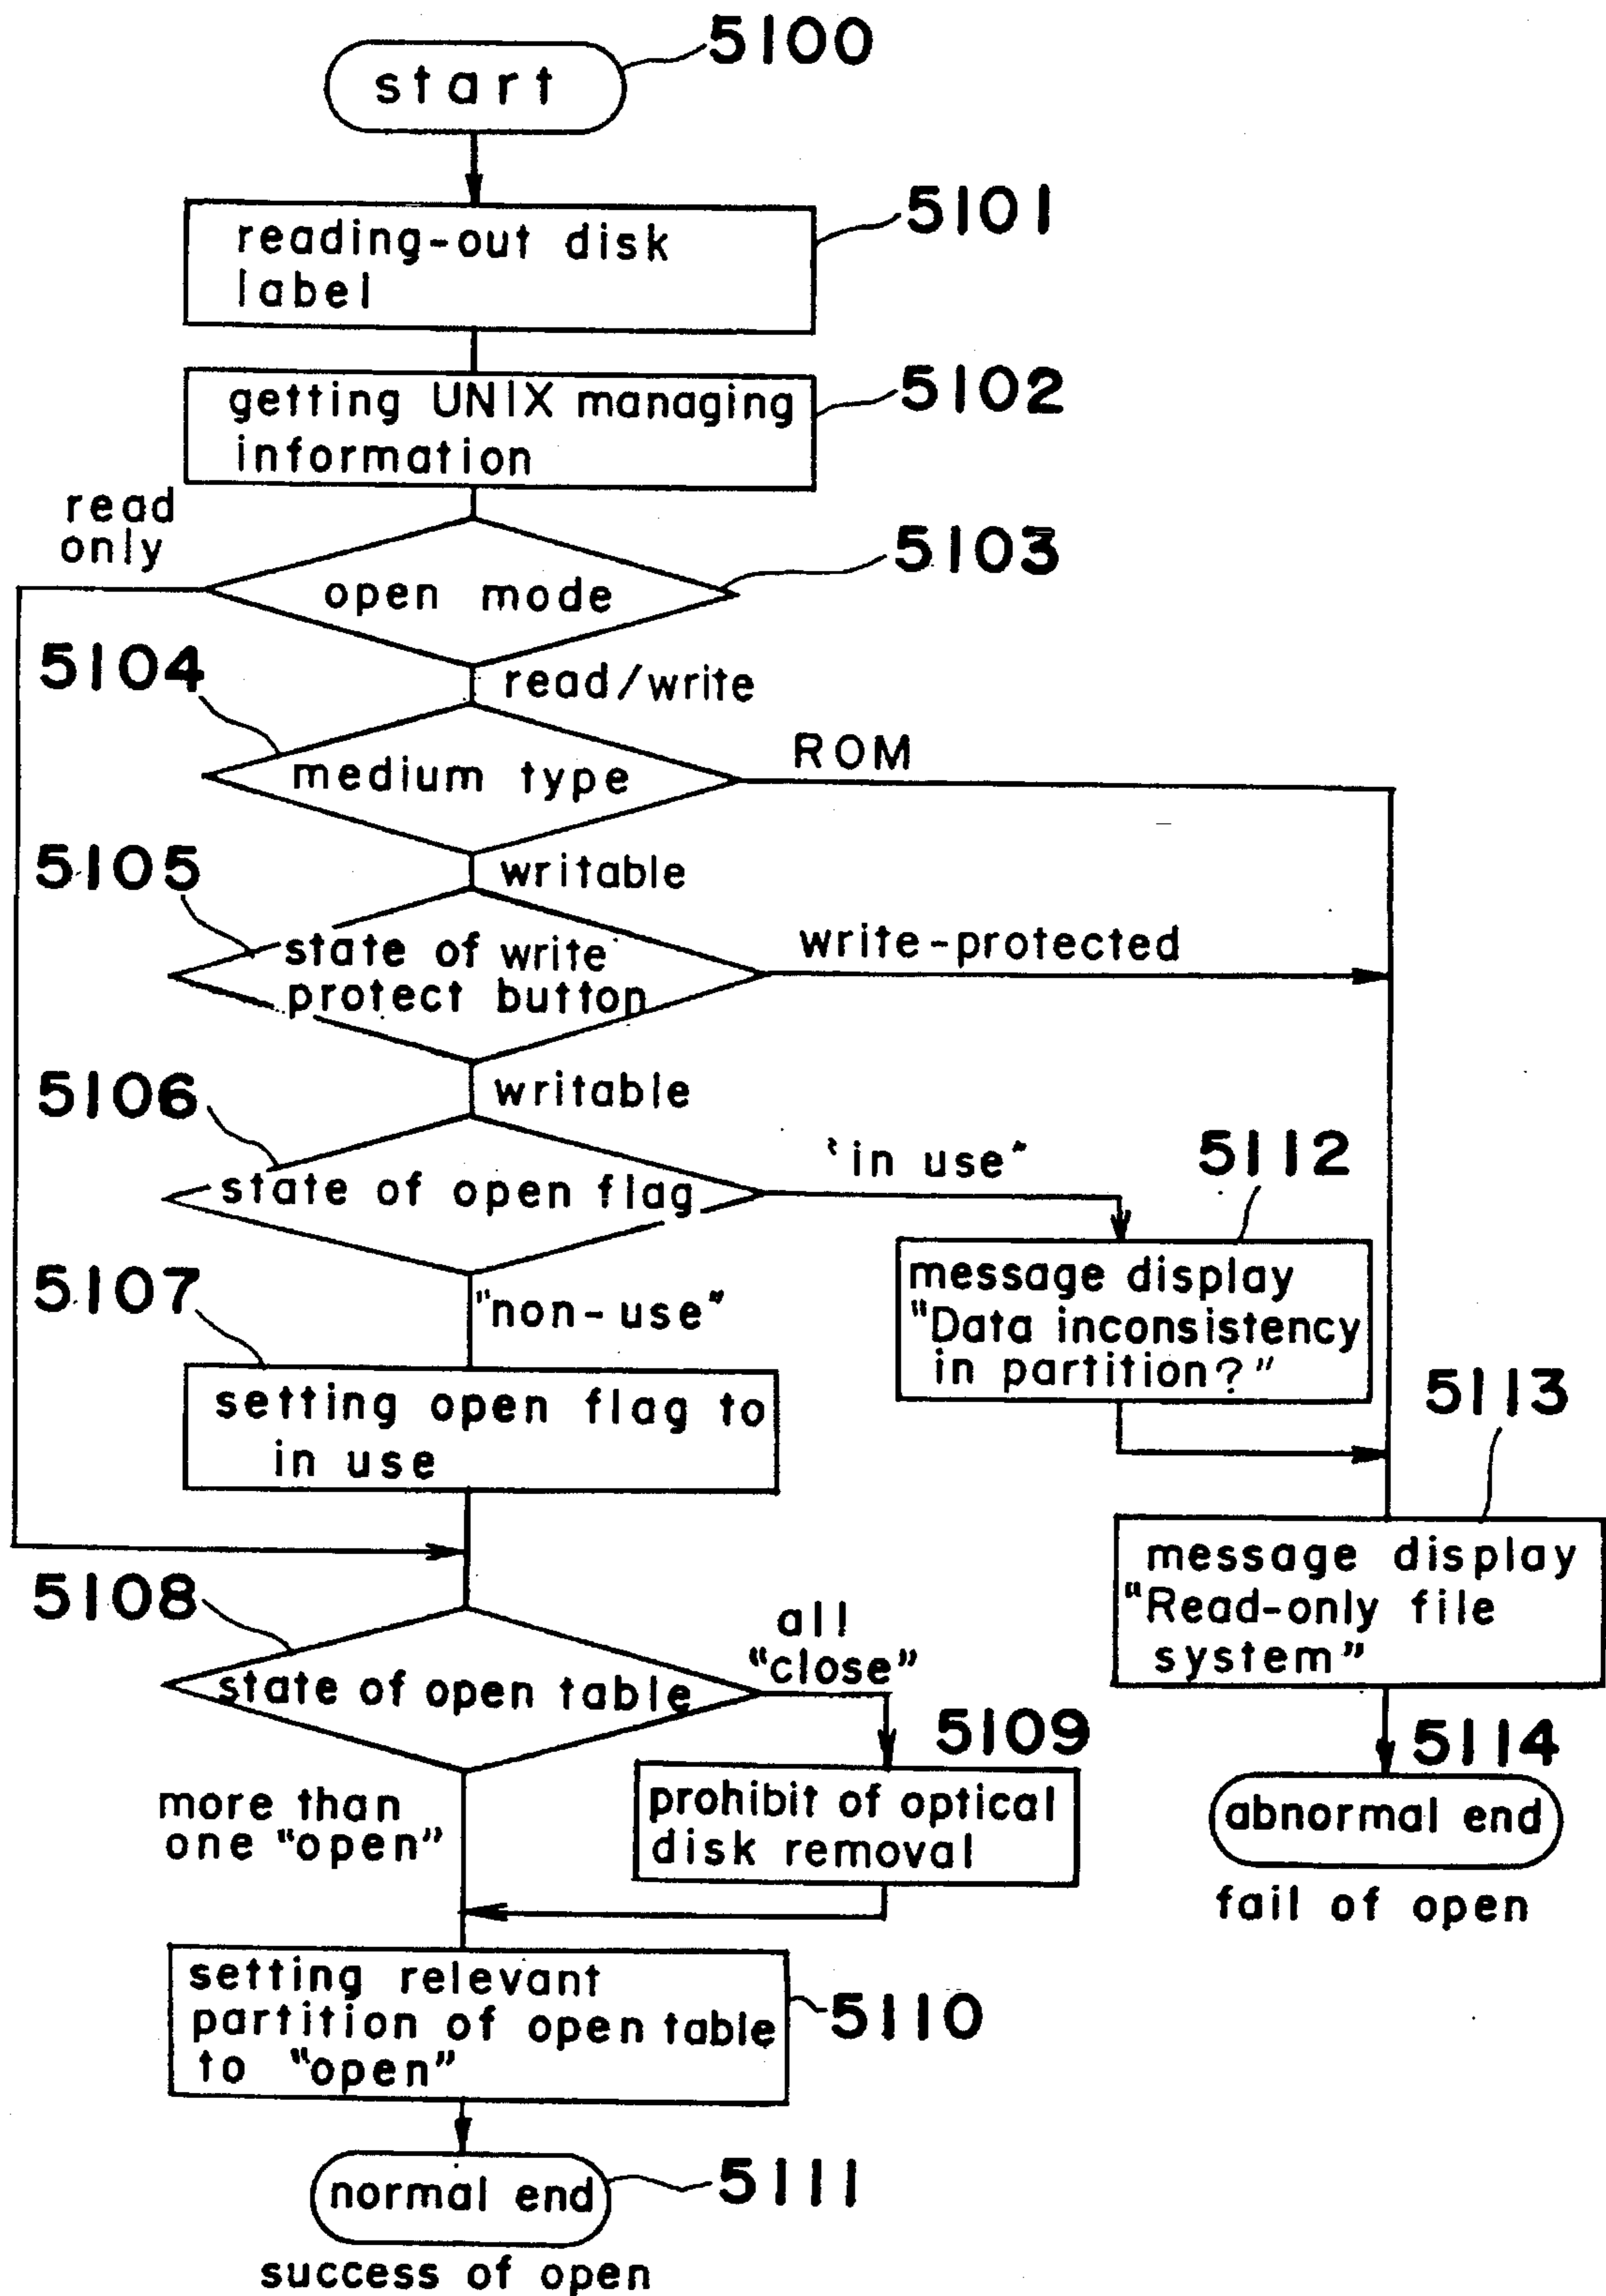 5100
start
5101
reading-out disk
label
5102
getting UNIX managing
information
read
only
5103
open mode
5104
read/write
medium type
ROM
5105
writable
state of write
protect button
write-protected
5106
writable
state of open flag
"in use"
5112
message display
"Data inconsistency
in partition?"
5107
"non-use"
setting open flag to
in use
5113
message display
"Read-only file
system"
5108
state of open table
all
"close"
5109
prohibit of optical
disk removal
5114
abnormal end
fail of open
more than
one "open"
setting relevant
partition of open table
to "open"
5110
normal end
5111
success of open